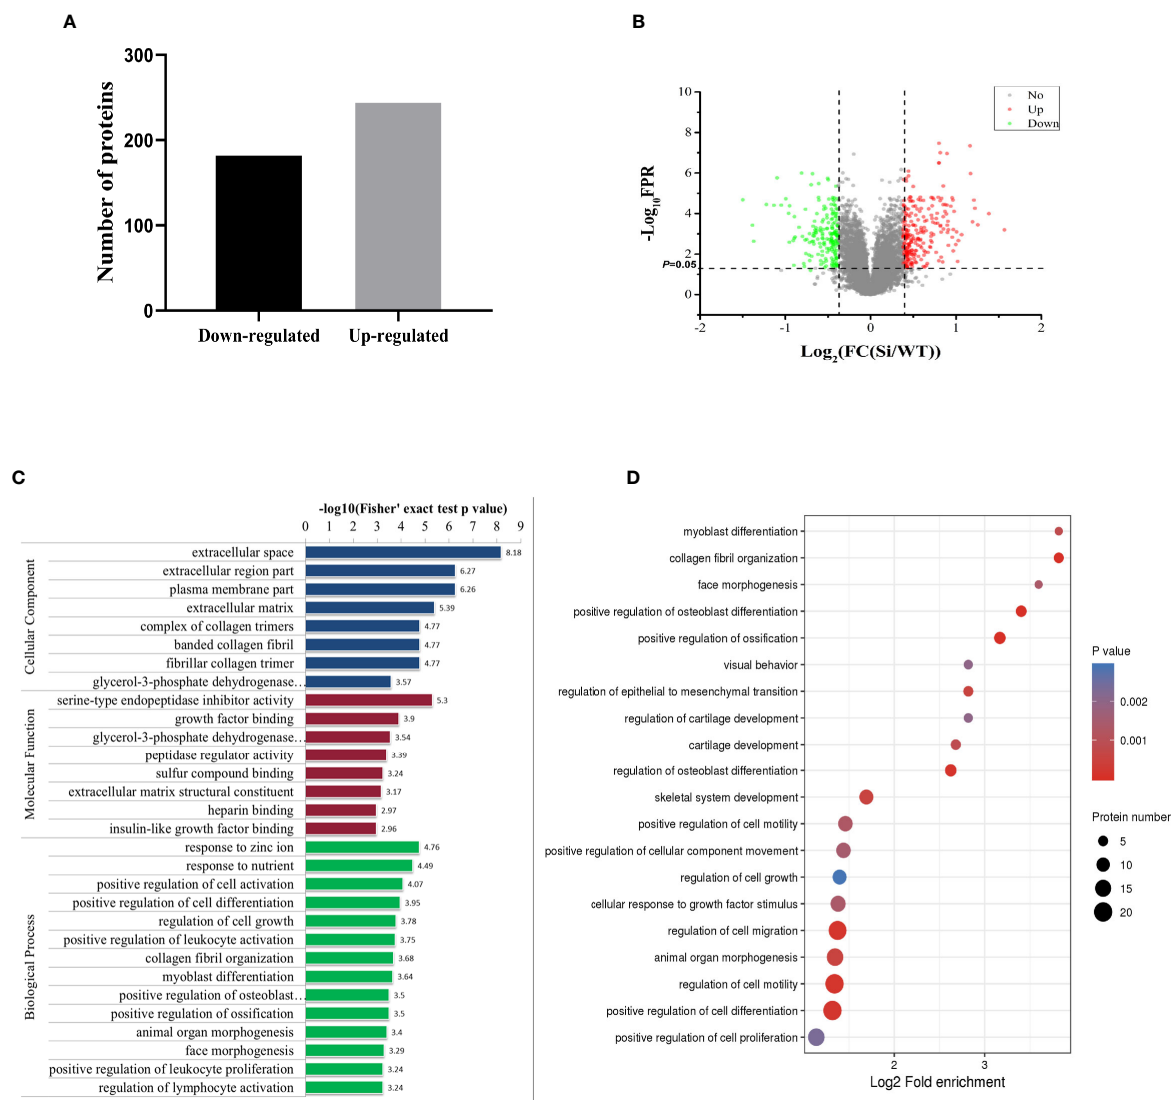 A
300
200
100
0
Number of proteins
Down-regulated
Up-regulated
B
10
8
6
4
2
0
-Log10FPR
P=0.05
No
Up
Down
-2
-1
0
1
2
Log2(FC(Si/WT))
C
-log10(Fisher' exact test p value)
0 1 2 3 4 5 6 7 8 9
Cellular Component
extracellular space 8.18
extracellular region part 6.27
plasma membrane part 6.26
extracellular matrix 5.39
complex of collagen trimers 4.77
banded collagen fibril 4.77
fibrillar collagen trimer 4.77
glycerol-3-phosphate dehydrogenase… 3.57
Molecular Function
serine-type endopeptidase inhibitor activity 5.3
growth factor binding 3.9
glycerol-3-phosphate dehydrogenase… 3.54
peptidase regulator activity 3.39
sulfur compound binding 3.24
extracellular matrix structural constituent 3.17
heparin binding 2.97
insulin-like growth factor binding 2.96
Biological Process
response to zinc ion 4.76
response to nutrient 4.49
positive regulation of cell activation 4.07
positive regulation of cell differentiation 3.95
regulation of cell growth 3.78
positive regulation of leukocyte activation 3.75
collagen fibril organization 3.68
myoblast differentiation 3.64
positive regulation of osteoblast… 3.5
positive regulation of ossification 3.5
animal organ morphogenesis 3.4
face morphogenesis 3.29
positive regulation of leukocyte proliferation 3.24
regulation of lymphocyte activation 3.24
D
myoblast differentiation
collagen fibril organization
face morphogenesis
positive regulation of osteoblast differentiation
positive regulation of ossification
visual behavior
regulation of epithelial to mesenchymal transition
regulation of cartilage development
cartilage development
regulation of osteoblast differentiation
skeletal system development
positive regulation of cell motility
positive regulation of cellular component movement
regulation of cell growth
cellular response to growth factor stimulus
regulation of cell migration
animal organ morphogenesis
regulation of cell motility
positive regulation of cell differentiation
positive regulation of cell proliferation
2
3
Log2 Fold enrichment
P value
0.002
0.001
Protein number
5
10
15
20